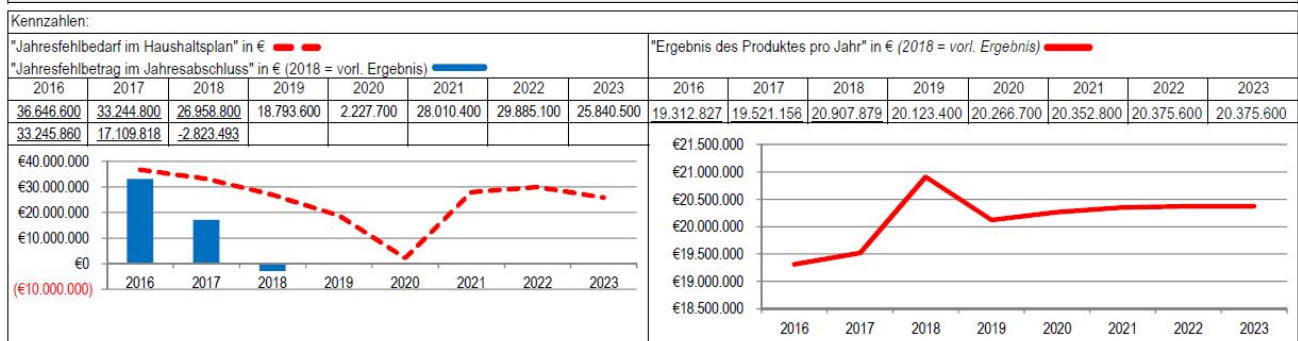 Kennzahlen:
"Jahresfehlbedarf im Haushaltsplan" in €
"Jahresfehlbetrag im Jahresabschluss" in € (2018 = vorl. Ergebnis)
2016 2017 2018 2019 2020 2021 2022 2023
36.646.600 33.244.800 26.958.800 18.793.600 2.227.700 28.010.400 29.885.100 25.840.500
33.245.860 17.109.818 -2.823.493
€40.000.000
€30.000.000
€20.000.000
€10.000.000
€0
(€10.000.000)
2016 2017 2018 2019 2020 2021 2022 2023
"Ergebnis des Produktes pro Jahr" in € (2018 = vorl. Ergebnis)
2016 2017 2018 2019 2020 2021 2022 2023
19.312.827 19.521.156 20.907.879 20.123.400 20.266.700 20.352.800 20.375.600 20.375.600
€21.500.000
€21.000.000
€20.500.000
€20.000.000
€19.500.000
€19.000.000
€18.500.000
2016 2017 2018 2019 2020 2021 2022 2023